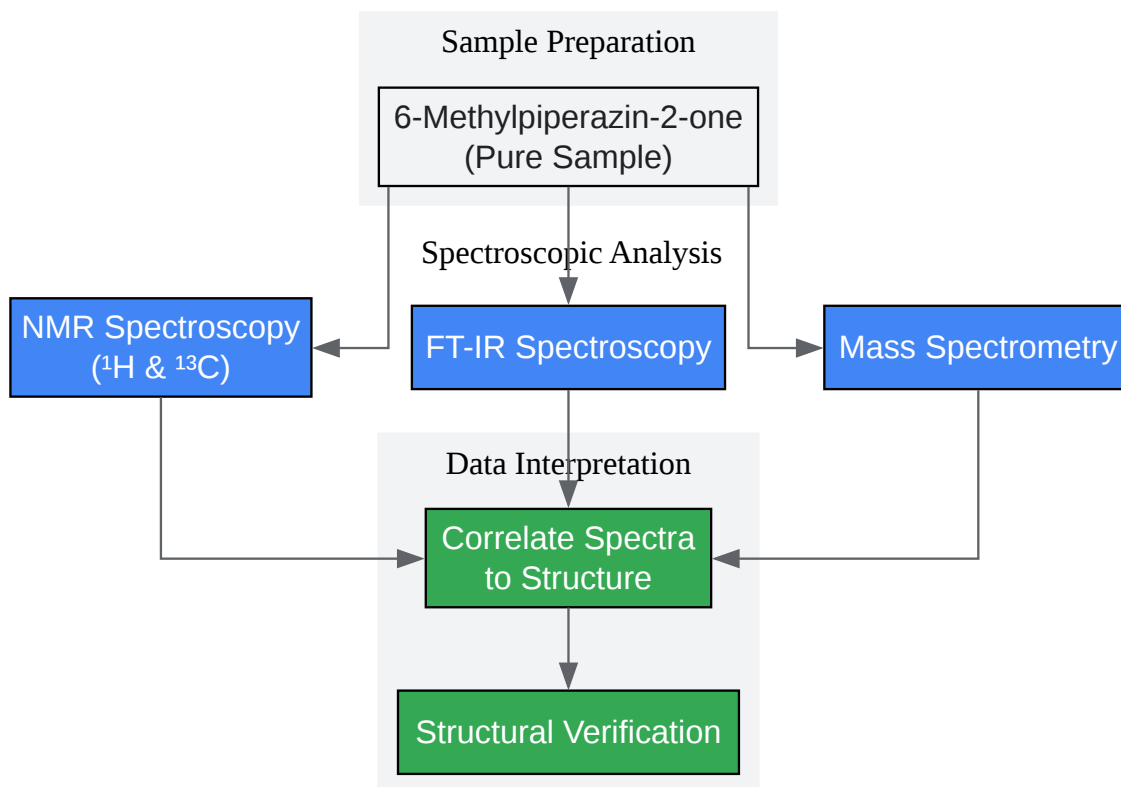 Sample Preparation
6-Methylpiperazin-2-one
(Pure Sample)
Spectroscopic Analysis
NMR Spectroscopy
(¹H & ¹³C)
FT-IR Spectroscopy
Mass Spectrometry
Data Interpretation
Correlate Spectra
to Structure
Structural Verification